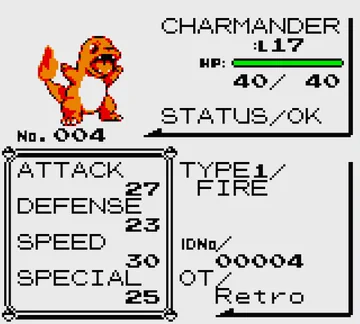 CHARMANDER
:L17
HP:
40/ 40
STATUS/OK
No.004
ATTACK
27
DEFENSE
23
SPEED
30
SPECIAL
25
TYPE1/
FIRE
IDNo/
00004
OT/
Retro